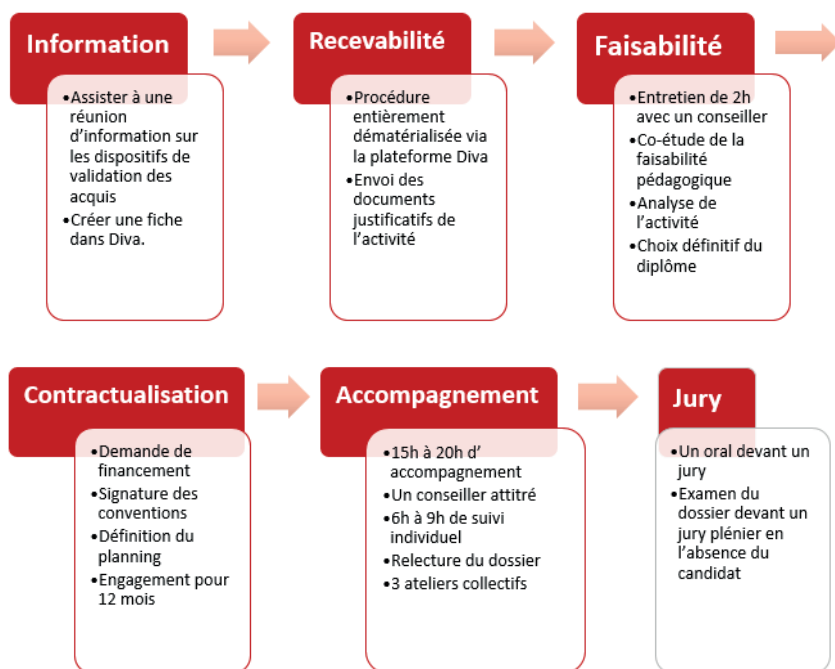 Information
•Assister à une
réunion
d'information sur
les dispositifs de
validation des
acquis
•Créer une fiche
dans Diva.
Recevabilité
•Procédure
entièrement
dématérialisée via
la plateforme Diva
•Envoi des
documents
justificatifs de
l'activité
Faisabilité
•Entretien de 2h
avec un conseiller
•Co-étude de la
faisabilité
pédagogique
•Analyse de
l'activité
•Choix définitif du
diplôme
Contractualisation
•Demande de
financement
•Signature des
conventions
•Définition du
planning
•Engagement pour
12 mois
Accompagnement
•15h à 20h d'
accompagnement
•Un conseiller attitré
•6h à 9h de suivi
individuel
•Relecture du dossier
•3 ateliers collectifs
Jury
•Un oral devant un
jury
•Examen du
dossier devant un
jury plénier en
l'absence du
candidat